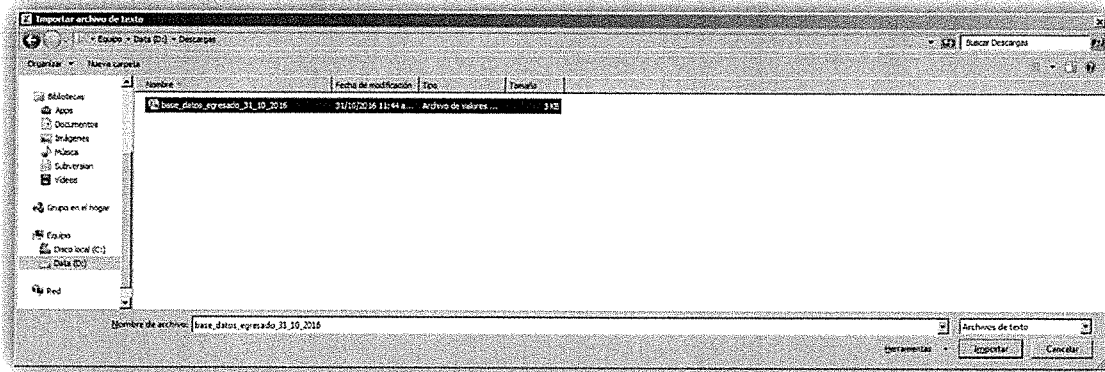 Importar archivo de texto
Equipo ▸ Data (D:) ▸ Descargas
Buscar Descargas
Organizar
Nueva carpeta
Nombre
Fecha de modificación
Tipo
Tamaño
base_datos_egresado_31_10_2016
31/10/2016 11:44 a...
Archivo de valores ...
3 KB
Bibliotecas
Apps
Documentos
Imágenes
Música
Subversion
Vídeos
Grupo en el hogar
Equipo
Disco local (C:)
Data (D:)
Red
Nombre de archivo:
base_datos_egresado_31_10_2016
Archivos de texto
Herramientas
Importar
Cancelar